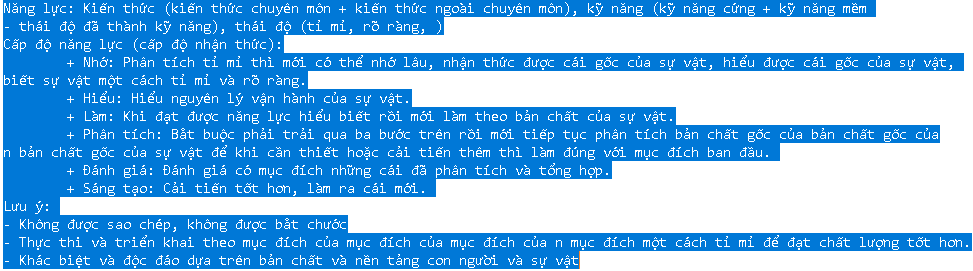 Năng lực: Kiến thức (kiến thức chuyên môn + kiến thức ngoài chuyên môn), kỹ năng (kỹ năng cứng + kỹ năng mềm
- thái độ đã thành kỹ năng), thái độ (tỉ mỉ, rõ ràng, )
Cấp độ năng lực (cấp độ nhận thức):
+ Nhớ: Phân tích tỉ mỉ thì mới có thể nhớ lâu, nhận thức được cái gốc của sự vật, hiểu được cái gốc của sự vật,
biết sự vật một cách tỉ mỉ và rõ ràng.
+ Hiểu: Hiểu nguyên lý vận hành của sự vật.
+ Làm: Khi đạt được năng lực hiểu biết rồi mới làm theo bản chất của sự vật.
+ Phân tích: Bắt buộc phải trải qua ba bước trên rồi mới tiếp tục phân tích bản chất gốc của bản chất gốc của
n bản chất gốc của sự vật để khi cần thiết hoặc cải tiến thêm thì làm đúng với mục đích ban đầu.
+ Đánh giá: Đánh giá có mục đích những cái đã phân tích và tổng hợp.
+ Sáng tạo: Cải tiến tốt hơn, làm ra cái mới.
Lưu ý:
- Không được sao chép, không được bắt chước
- Thực thi và triển khai theo mục đích của mục đích của mục đích của n mục đích một cách tỉ mỉ để đạt chất lượng tốt hơn.
- Khác biệt và độc đáo dựa trên bản chất và nền tảng con người và sự vật